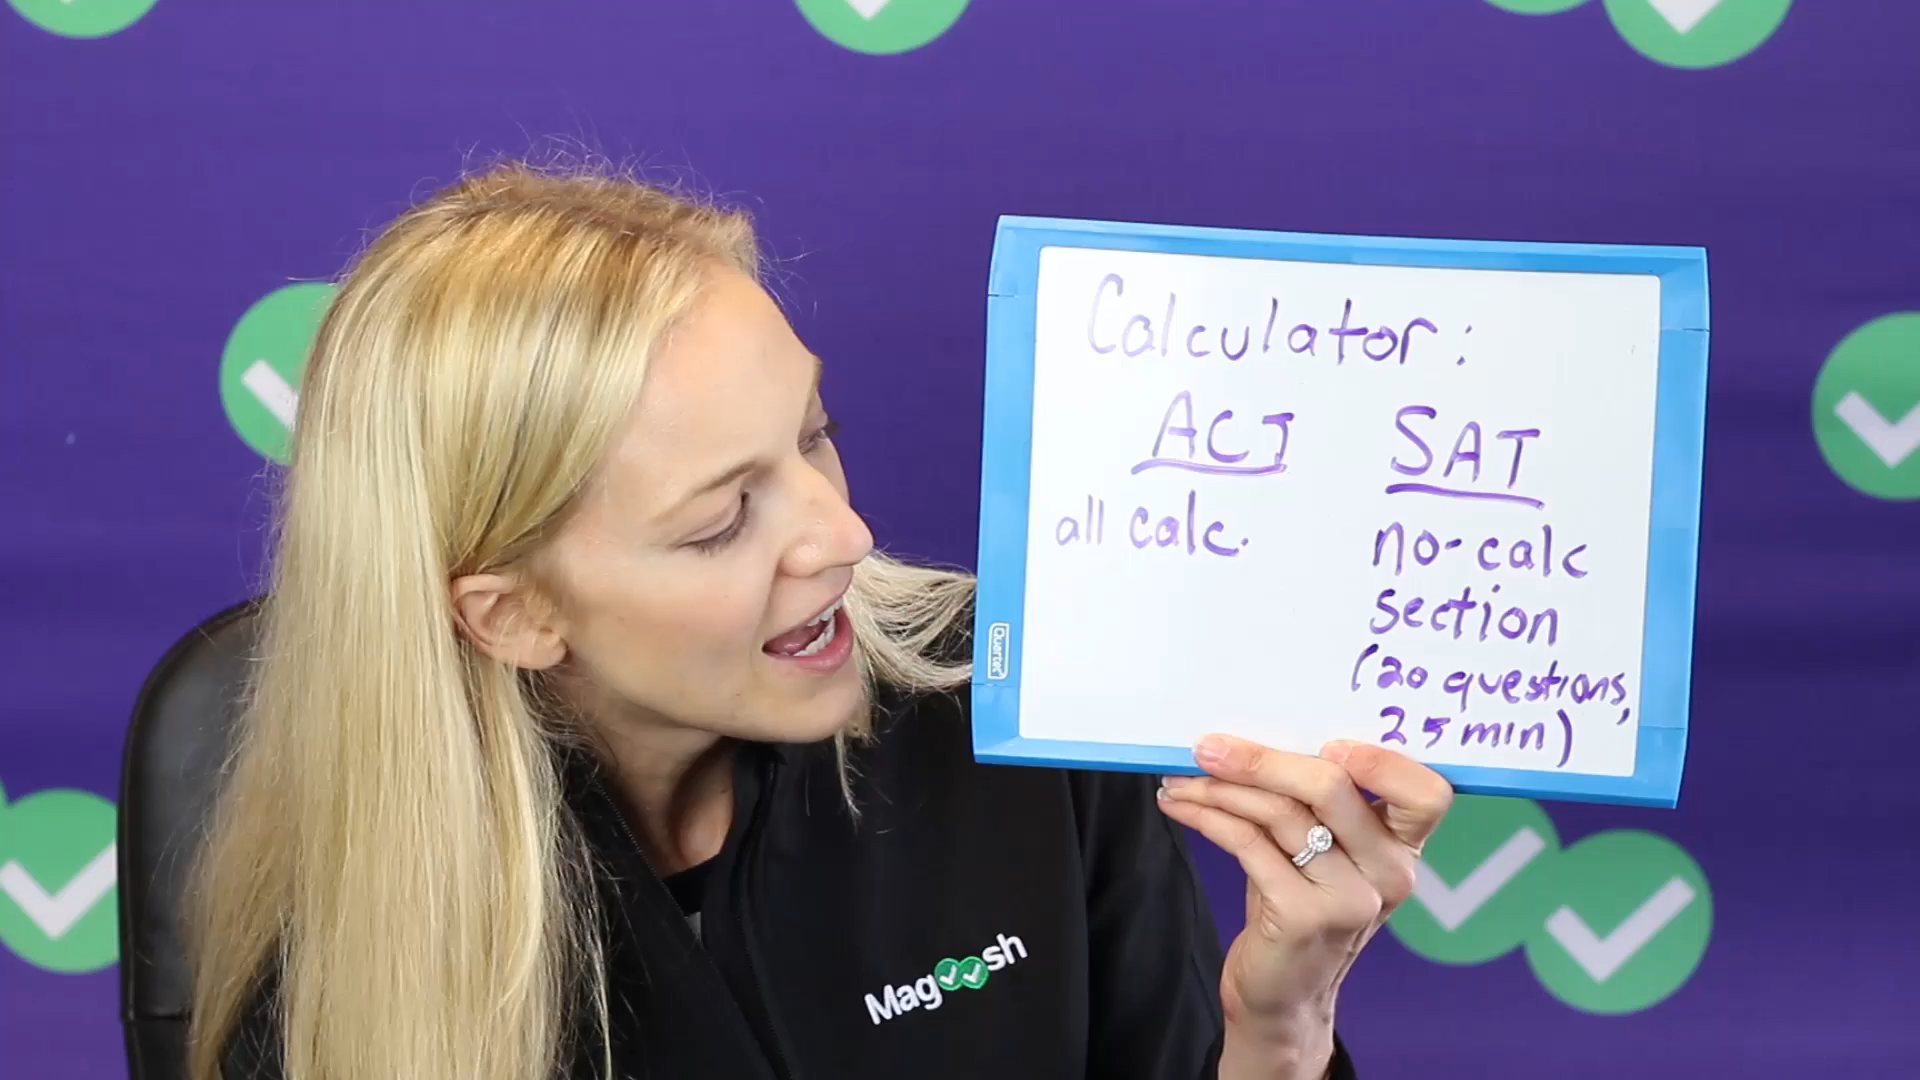 Calculator:
ACT SAT
all calc.
no-calc
section
(20 questions,
25 min)
Quartet
Magoosh